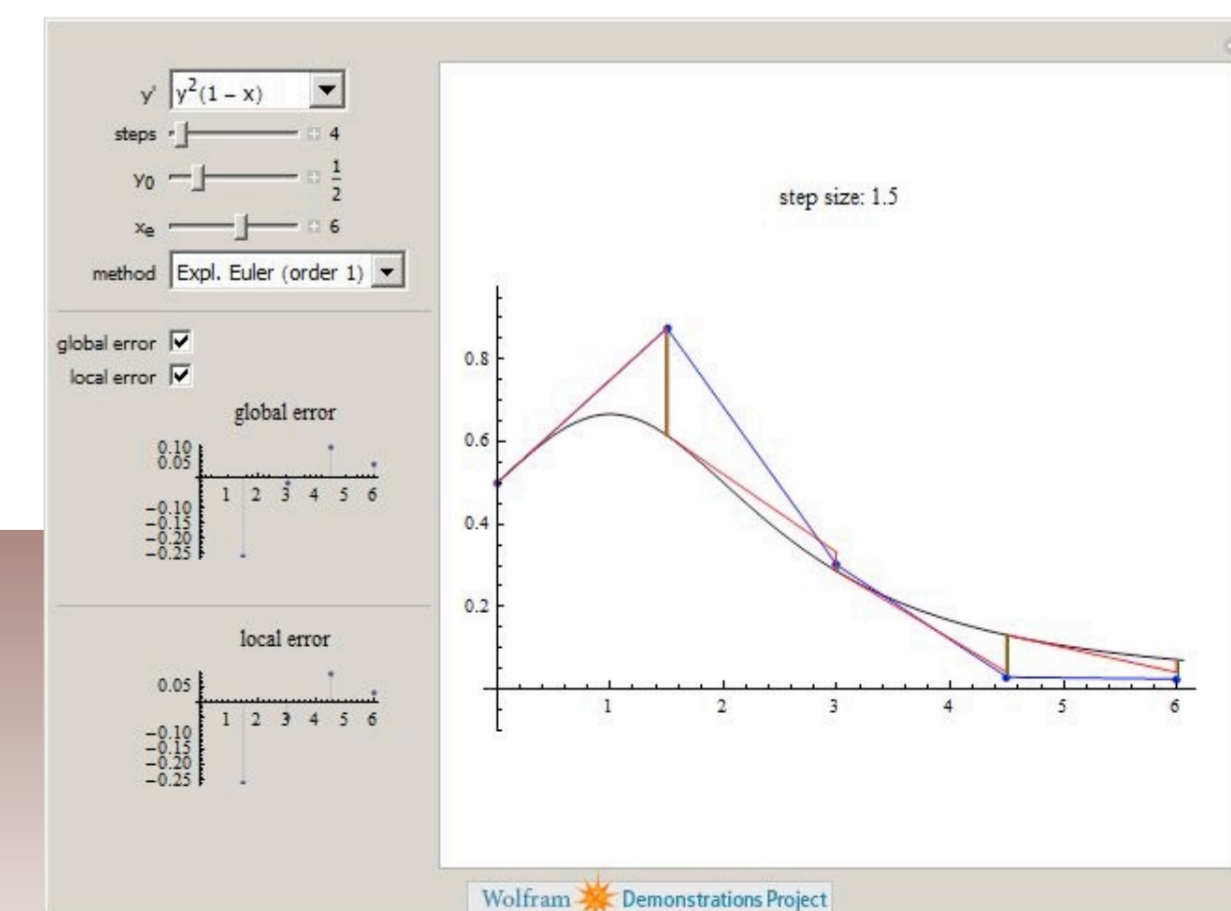 y' y²(1 – x)
steps 4
y₀ 1/2
xₑ 6
method Expl. Euler (order 1)
global error
local error
global error
0.10
0.05
1 2 3 4 5 6
−0.10
−0.15
−0.20
−0.25
local error
0.05
1 2 3 4 5 6
−0.10
−0.15
−0.20
−0.25
step size: 1.5
0.8
0.6
0.4
0.2
1 2 3 4 5 6
Wolfram Demonstrations Project